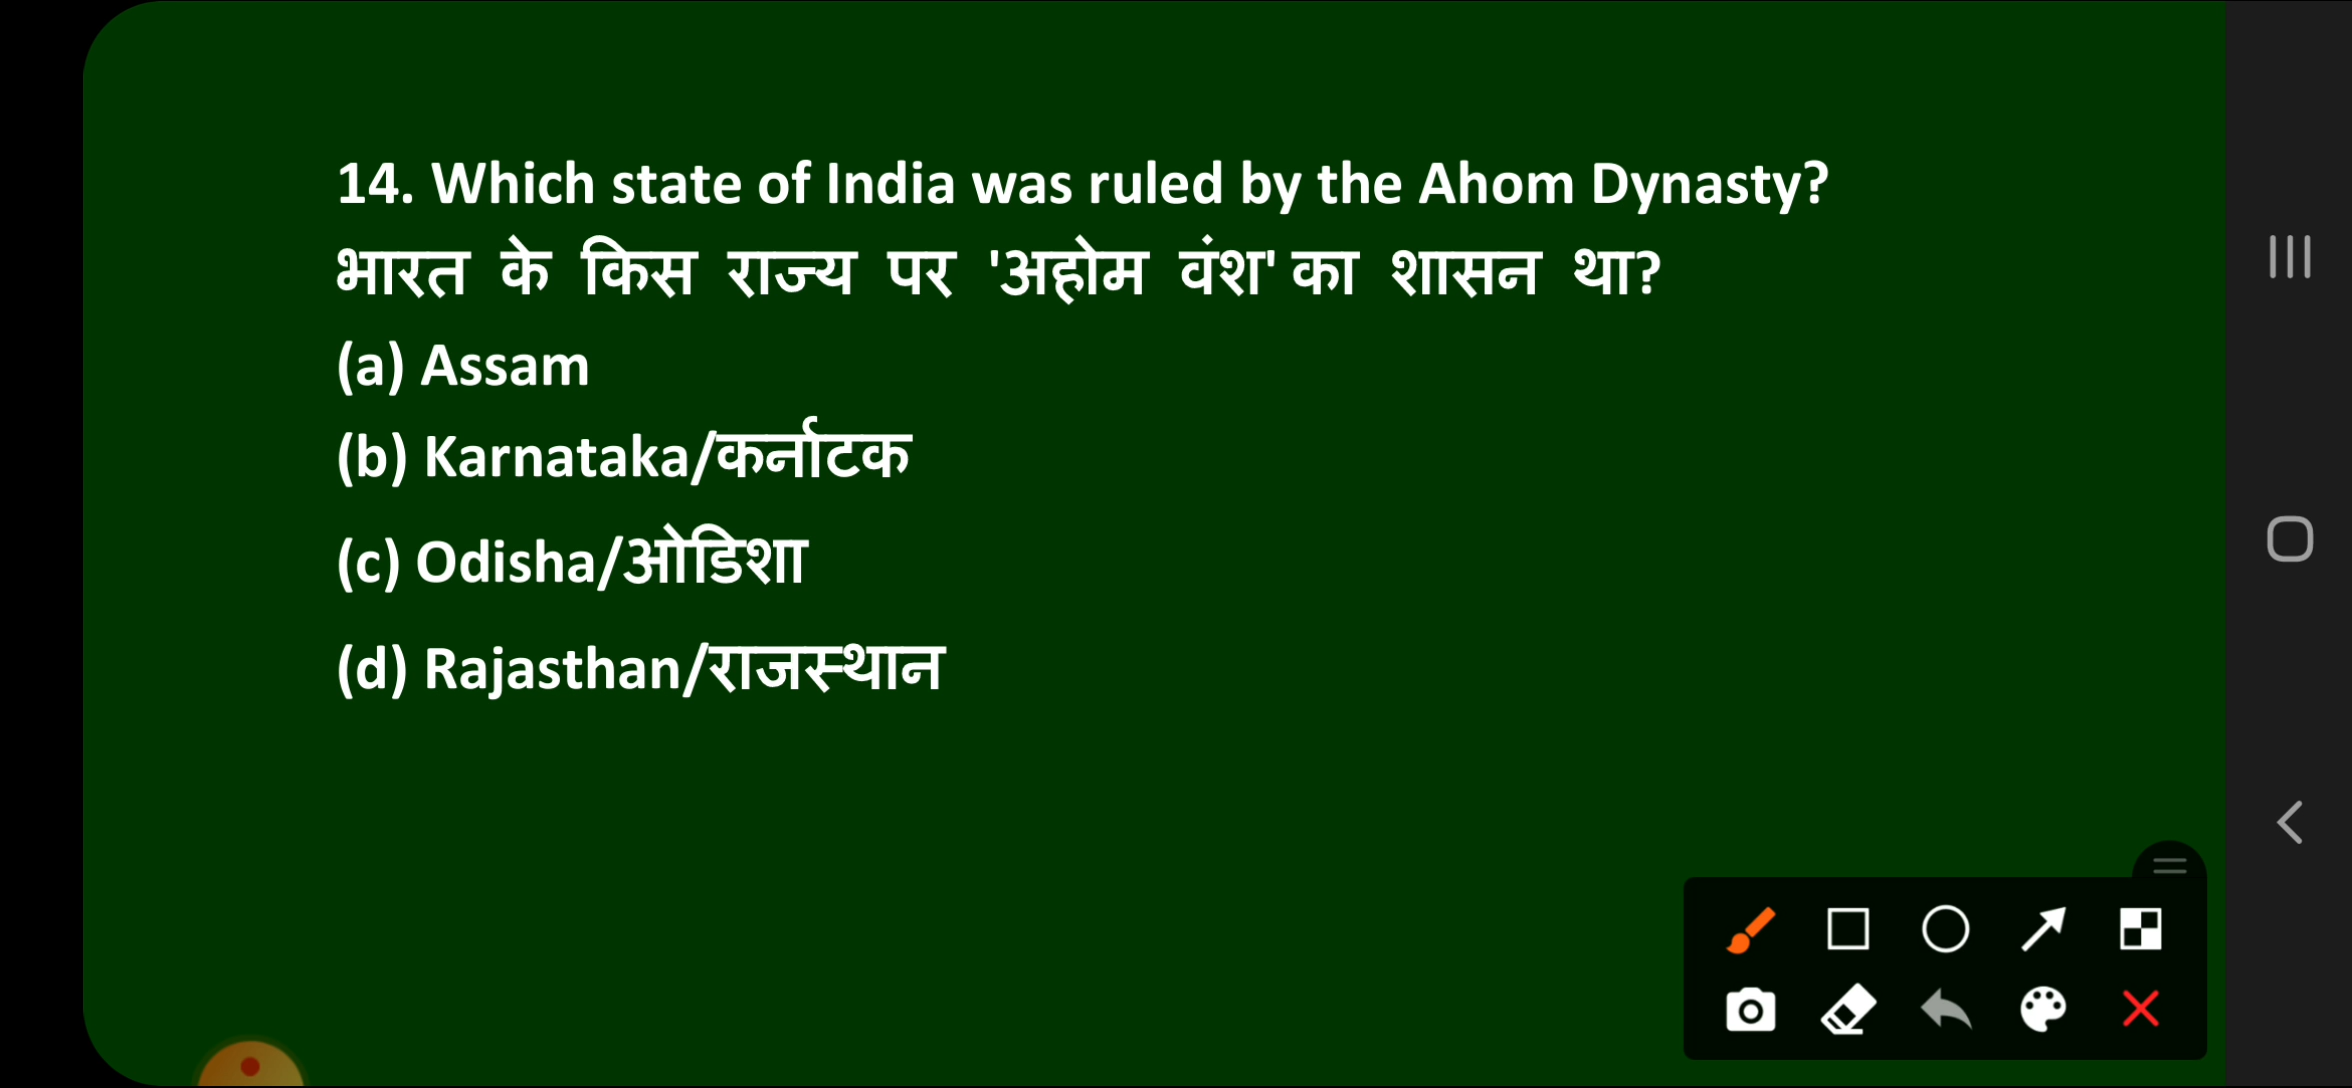 14. Which state of India was ruled by the Ahom Dynasty?
भारत के किस राज्य पर 'अहोम वंश' का शासन था?
(a) Assam
(b) Karnataka/कर्नाटक
(c) Odisha/ओडिशा
(d) Rajasthan/राजस्थान